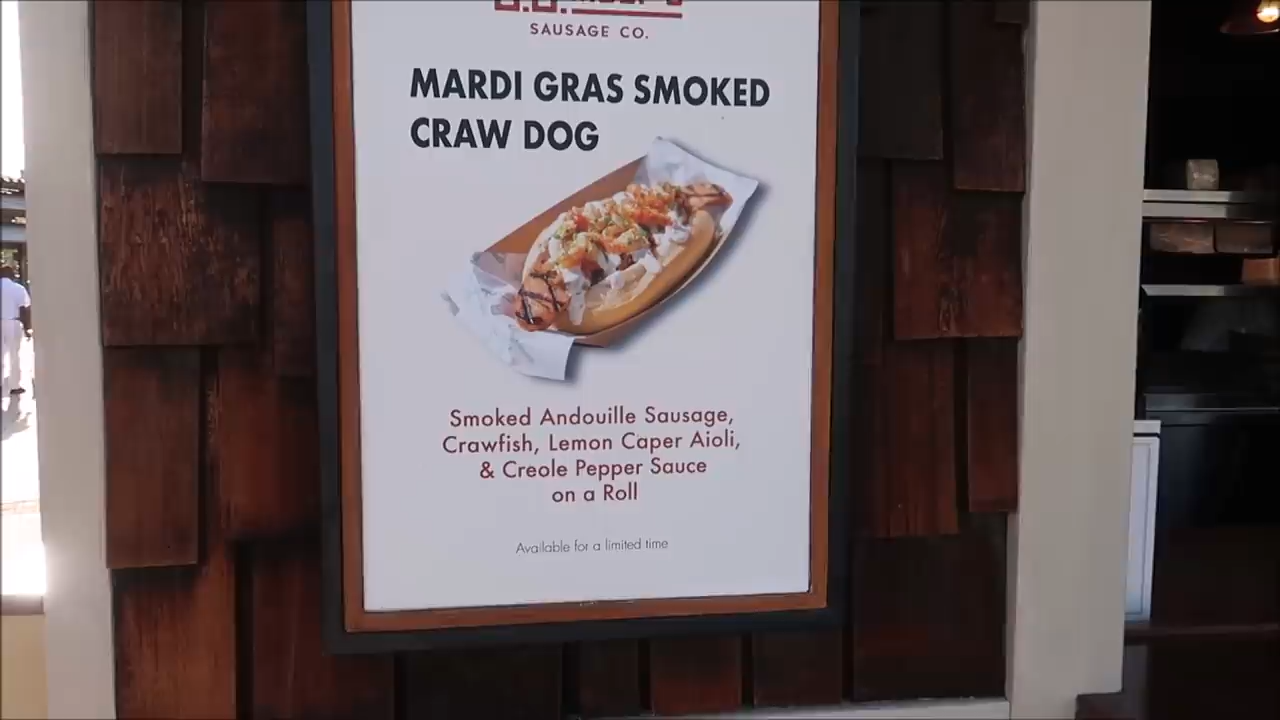 SAUSAGE CO.
MARDI GRAS SMOKED
CRAW DOG
Smoked Andouille Sausage,
Crawfish, Lemon Caper Aioli,
& Creole Pepper Sauce
on a Roll
Available for a limited time